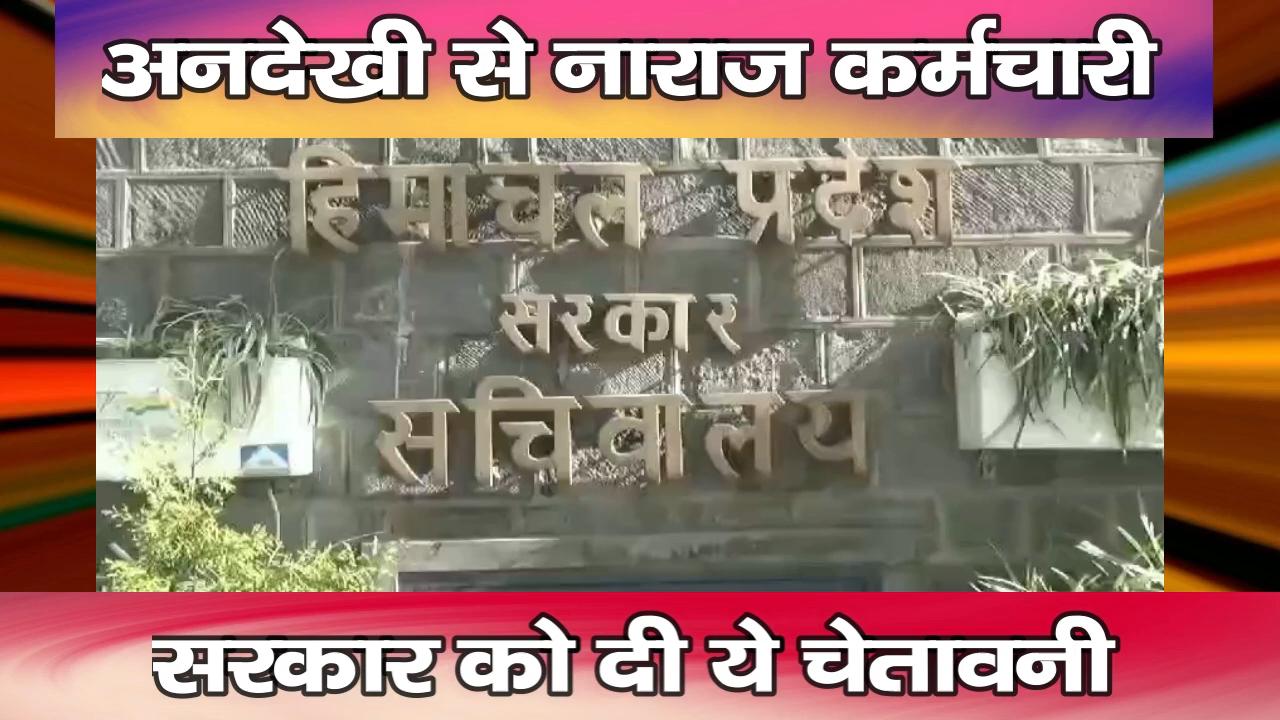 अनदेखी से नाराज कर्मचारी
हिमाचल प्रदेश
सरकार
सचिवालय
सरकार को दी ये चेतावनी